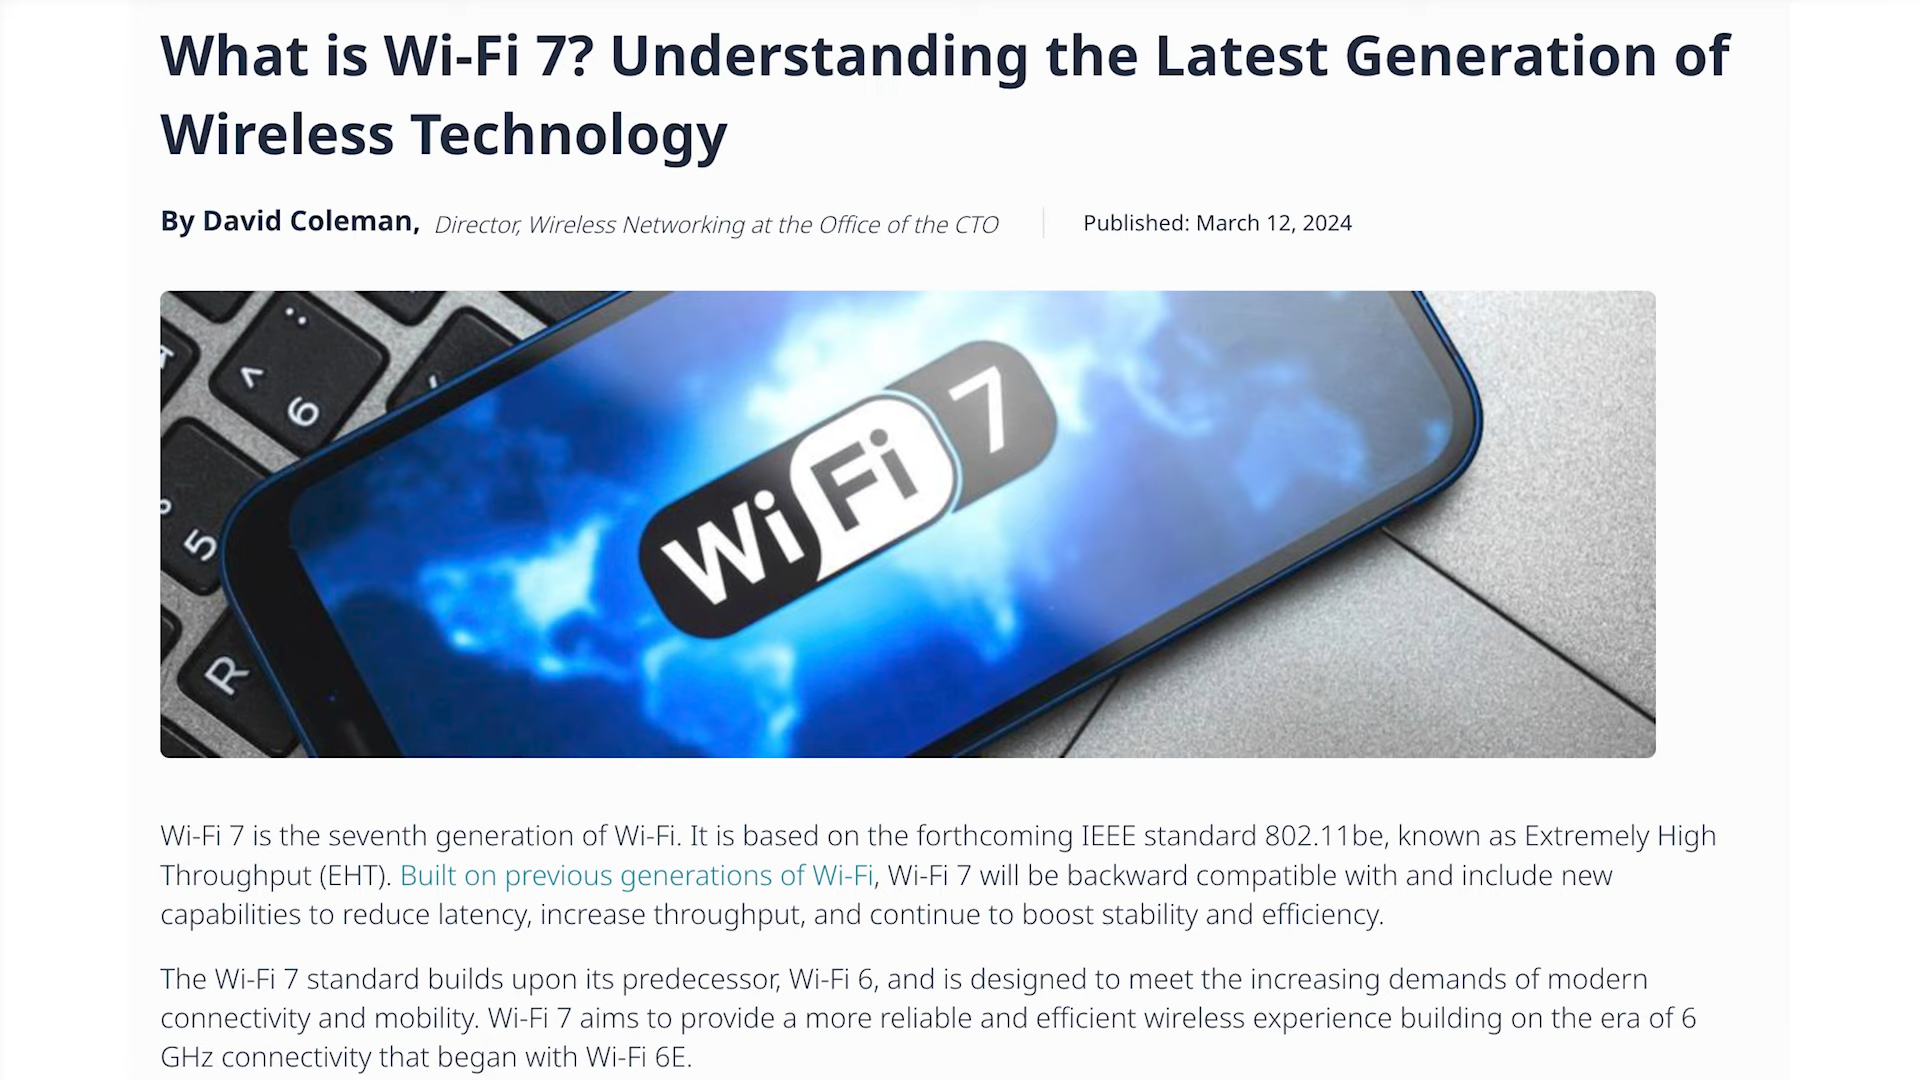 What is Wi-Fi 7? Understanding the Latest Generation of
Wireless Technology
By David Coleman, Director, Wireless Networking at the Office of the CTO
Published: March 12, 2024
^
6
5
R
WiFi 7
Wi-Fi 7 is the seventh generation of Wi-Fi. It is based on the forthcoming IEEE standard 802.11be, known as Extremely High
Throughput (EHT). Built on previous generations of Wi-Fi, Wi-Fi 7 will be backward compatible with and include new
capabilities to reduce latency, increase throughput, and continue to boost stability and efficiency.
The Wi-Fi 7 standard builds upon its predecessor, Wi-Fi 6, and is designed to meet the increasing demands of modern
connectivity and mobility. Wi-Fi 7 aims to provide a more reliable and efficient wireless experience building on the era of 6
GHz connectivity that began with Wi-Fi 6E.